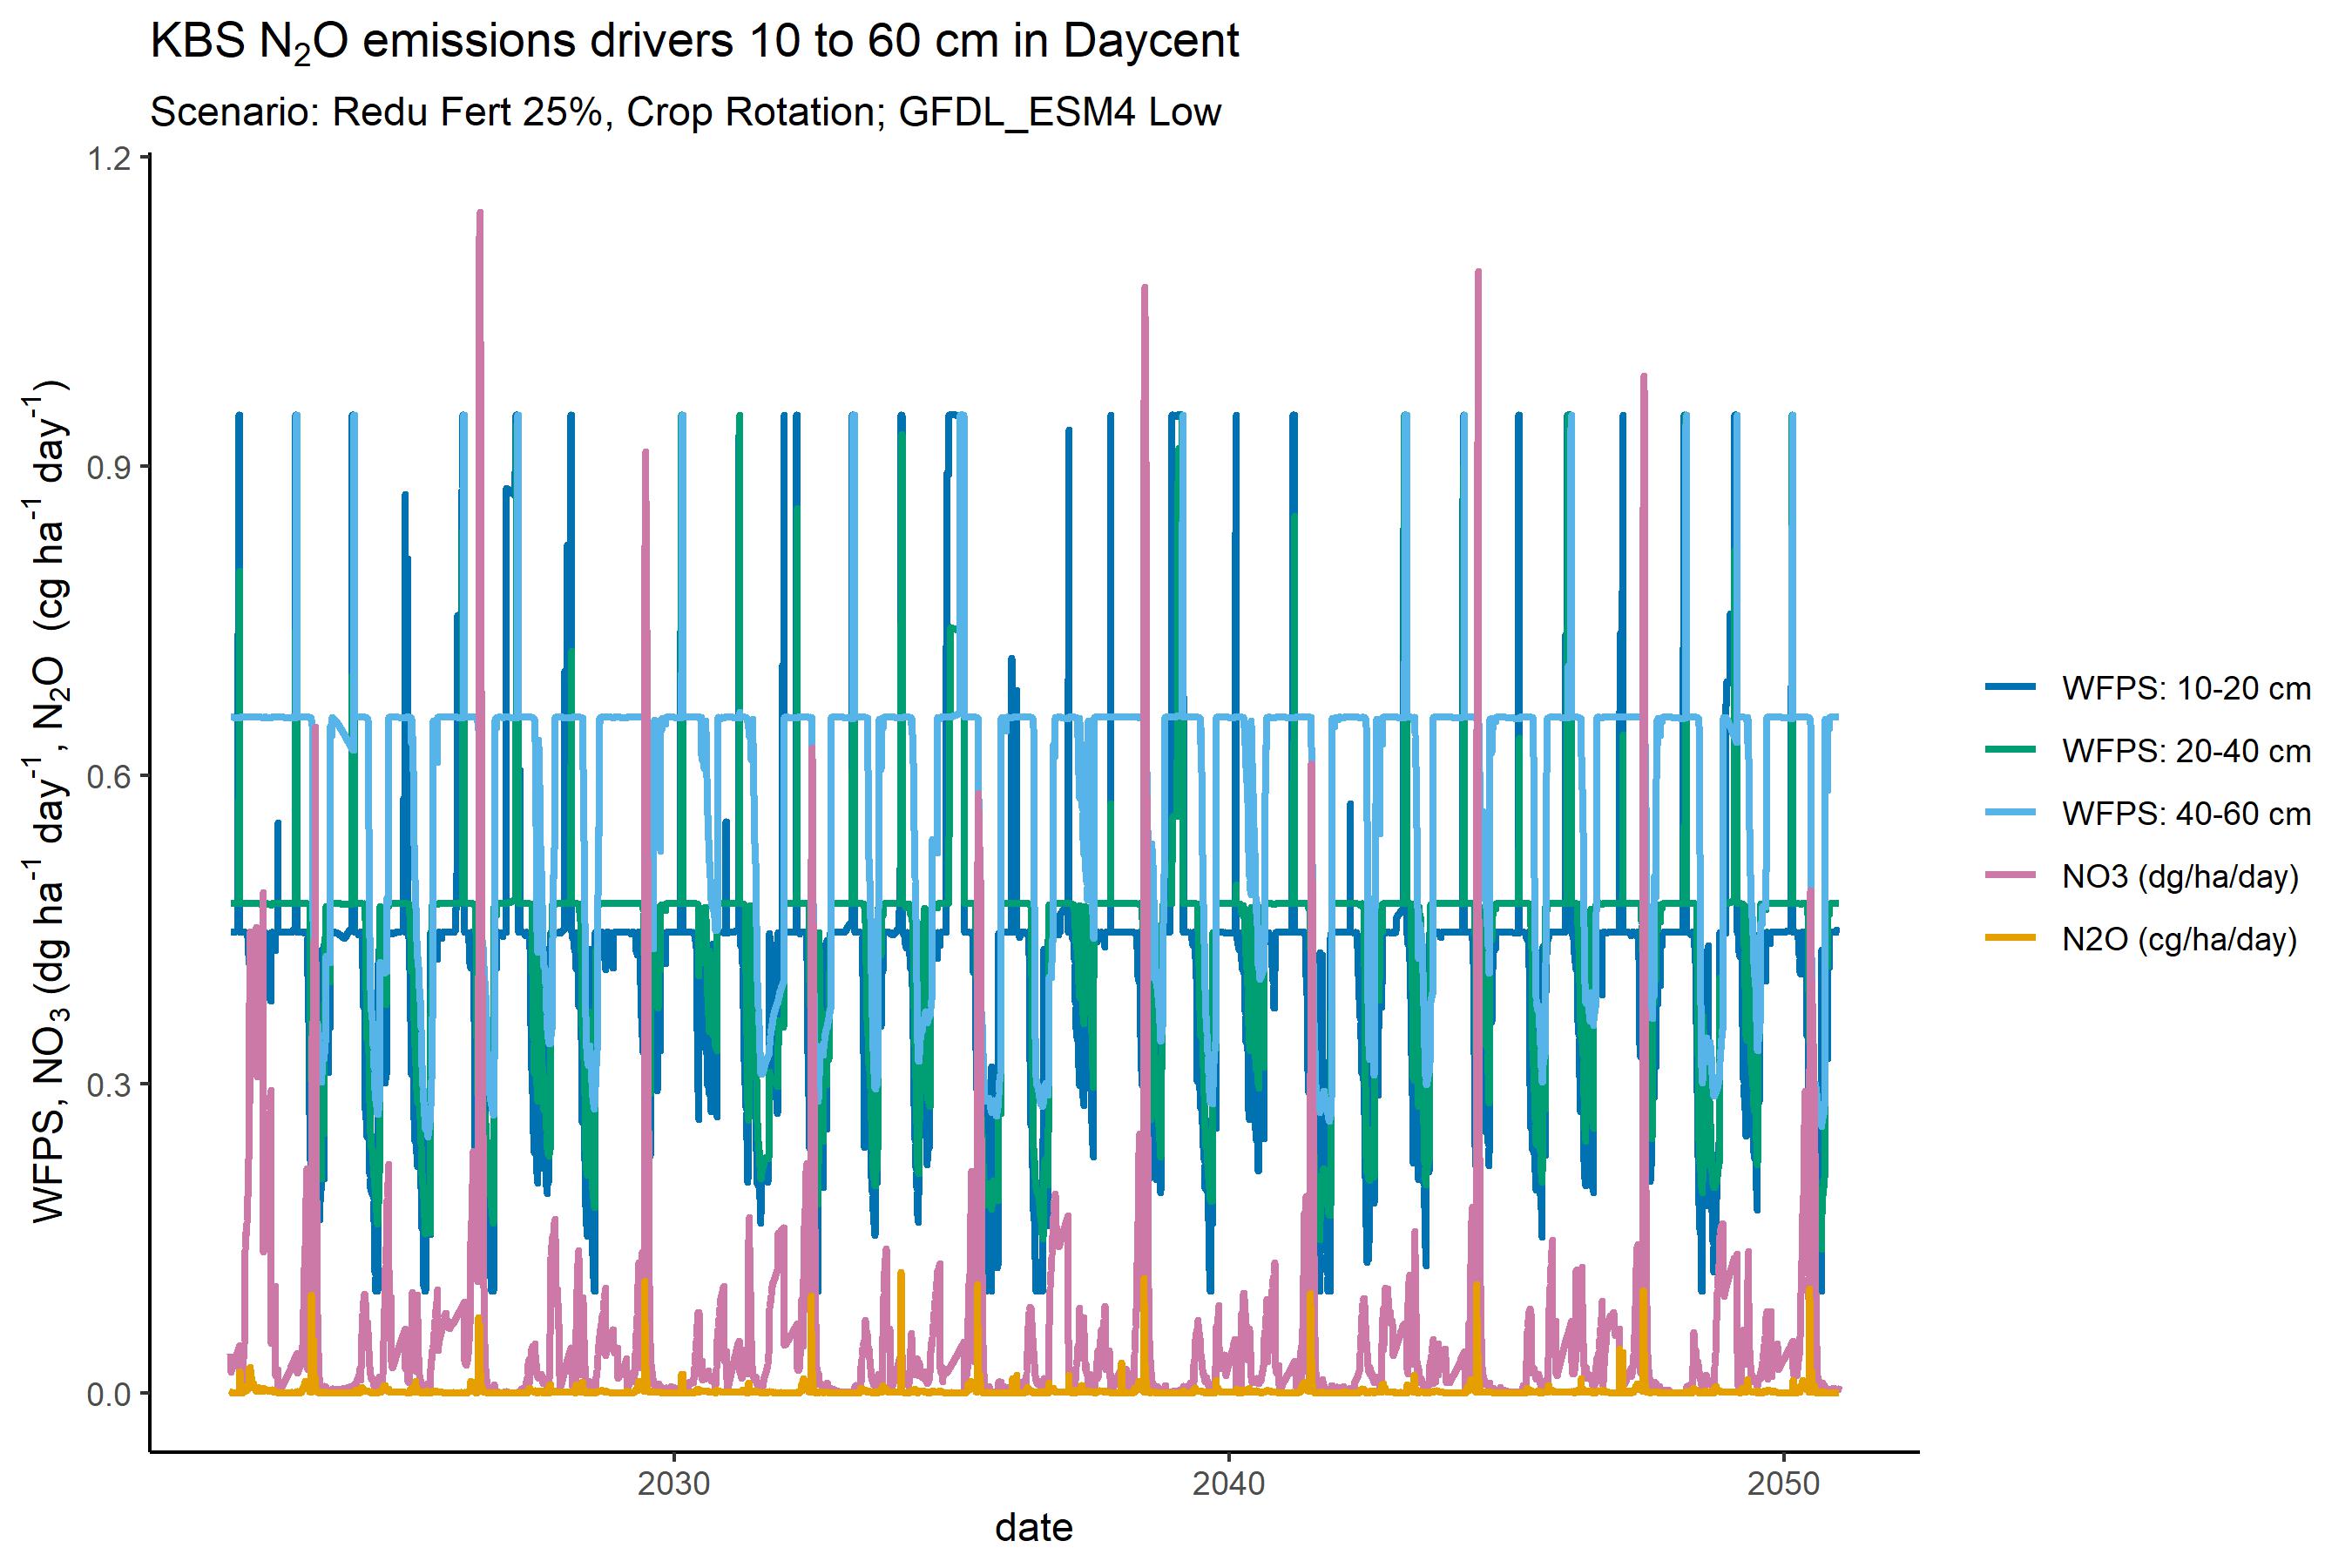 KBS N₂O emissions drivers 10 to 60 cm in Daycent
Scenario: Redu Fert 25%, Crop Rotation; GFDL_ESM4 Low
WFPS, NO₃ (dg ha⁻¹ day⁻¹, N₂O (cg ha⁻¹ day⁻¹)
1.2
0.9
0.6
0.3
0.0
2030
2040
2050
date
WFPS: 10-20 cm
WFPS: 20-40 cm
WFPS: 40-60 cm
NO3 (dg/ha/day)
N2O (cg/ha/day)